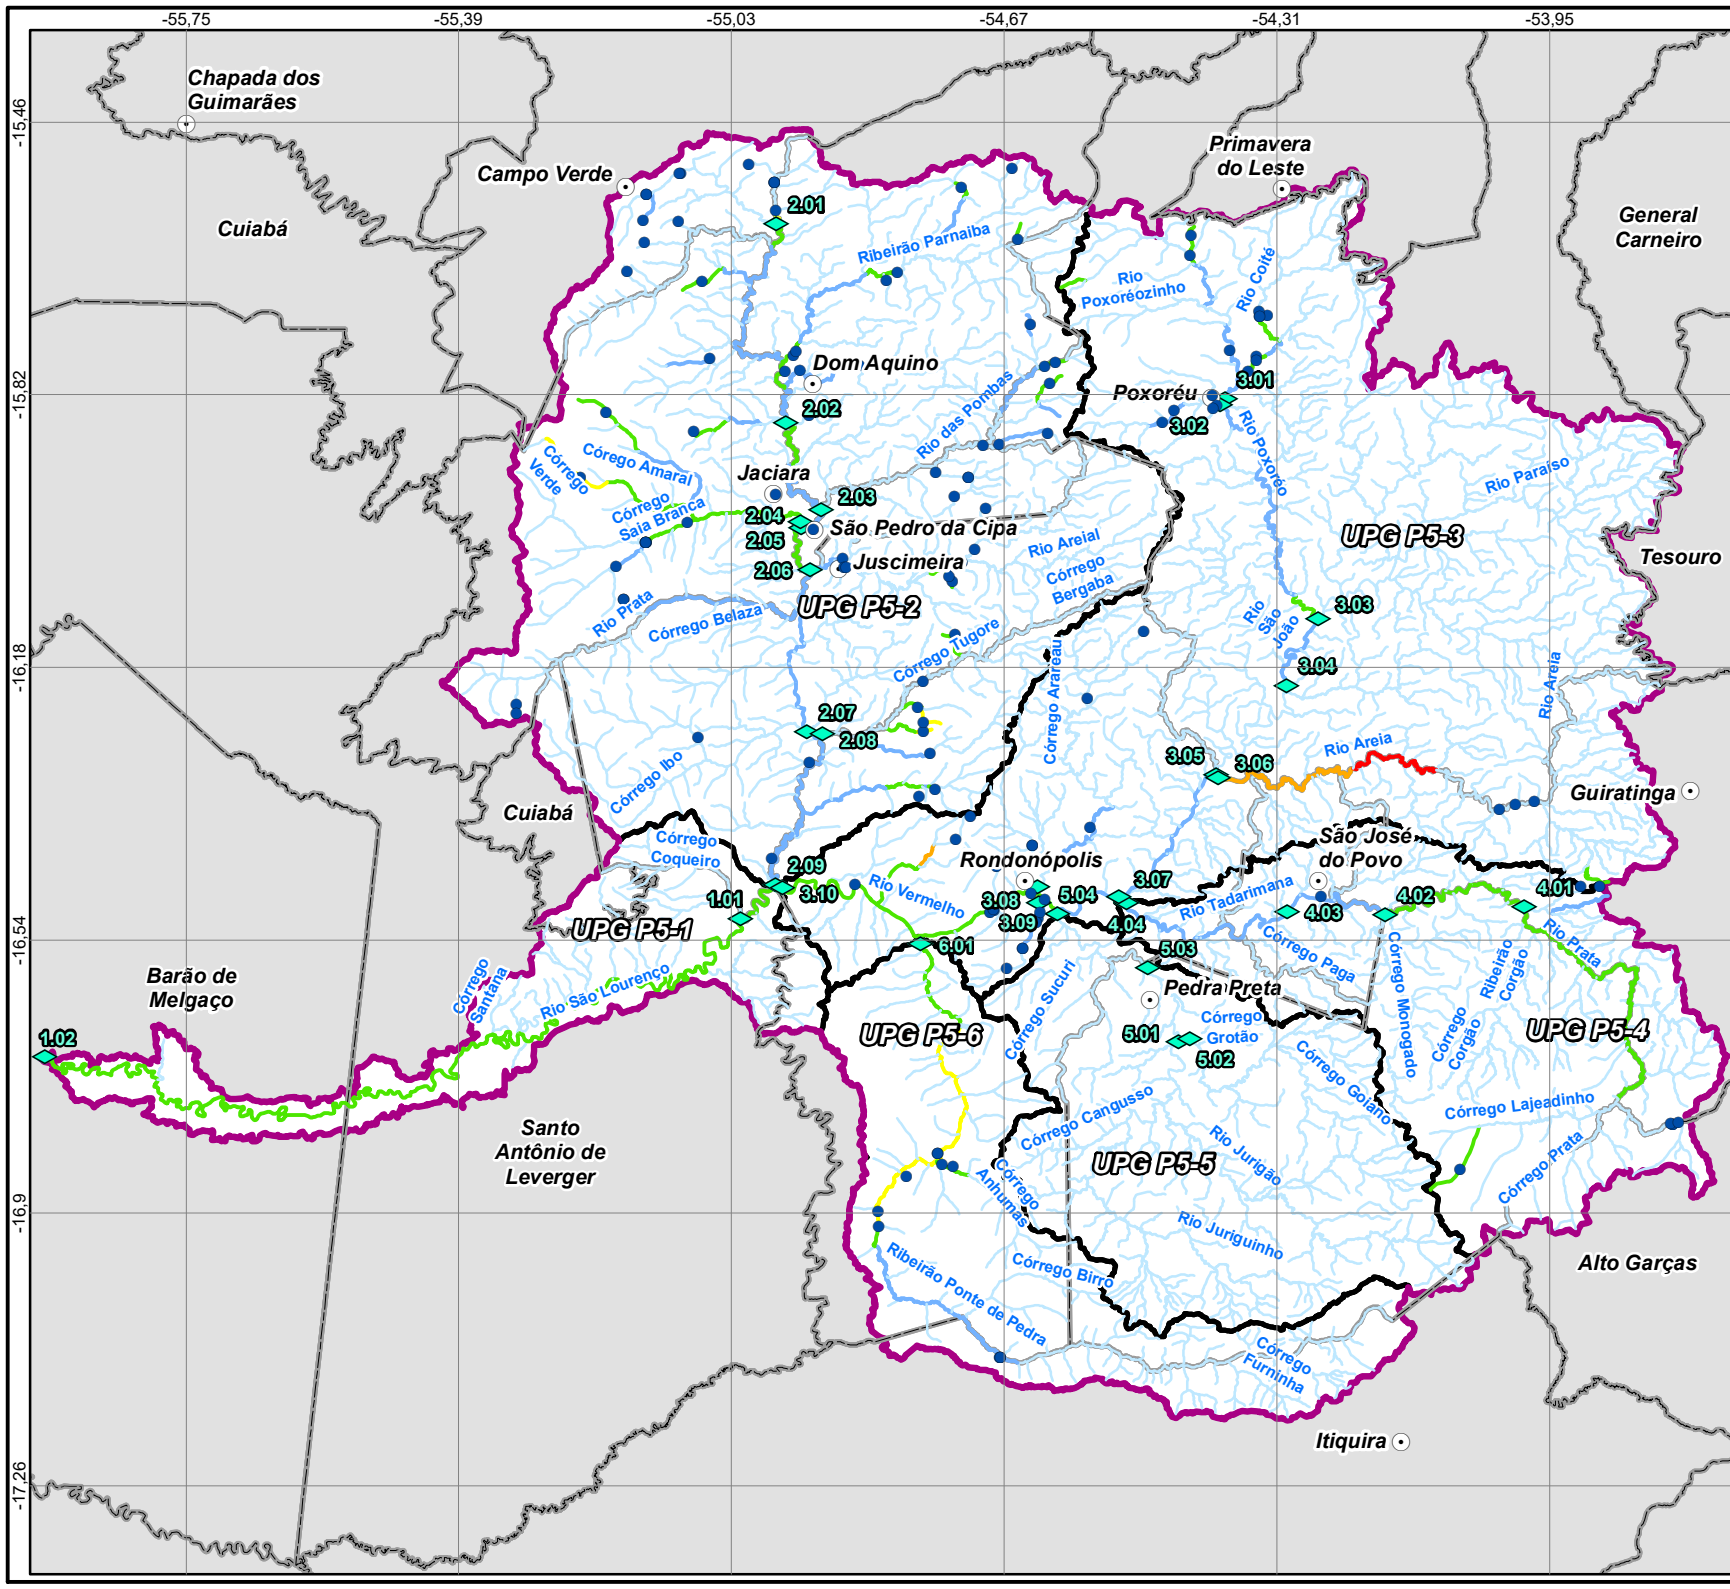 -55,75
-55,39
-55,03
-54,67
-54,31
-53,95
-15,46
-15,82
-16,18
-16,54
-16,9
-17,26
Chapada dos
Guimarães
Campo Verde
Cuiabá
Primavera
do Leste
General
Carneiro
2.01
Ribeirão Parnaiba
Rio
Poxoréozinho
Rio Coité
Dom Aquino
2.02
Rio das Pombas
Poxoréu
3.01
3.02
Rio Poxoréo
Rio Paraíso
Córrego
Verde
Córego Amaral
Córrego
Saia Branca
Jaciara
2.03
2.04
2.05
São Pedro da Cipa
2.06
Juscimeira
UPG P5-2
Rio Areial
Córrego
Bergaba
UPG P5-3
Tesouro
Rio Prata
Córrego Belaza
Córrego Tugore
Córrego Arareau
Rio
São
João
3.03
3.04
Rio Areia
2.07
2.08
Córrego Ibo
3.05
3.06
Rio Areia
Guiratinga
Cuiabá
Córrego
Coqueiro
2.09
3.10
1.01
Rio Vermelho
Rondonópolis
3.08
3.09
5.04
3.07
4.04
São José
do Povo
Rio Tadarimana
4.03
4.02
4.01
UPG P5-1
6.01
5.03
Córrego Paga
Córrego Monogado
Ribeirão
Corgão
Rio Prata
Barão de
Melgaço
Córrego
Santana
Rio São Lourenço
Córrego Sucuri
Pedra Preta
Córrego
Grotão
5.01
5.02
UPG P5-6
Córrego
Corgão
UPG P5-4
1.02
Córrego Goiano
Córrego Lajeadinho
Santo
Antônio de
Leverger
Córrego Cangusso
Rio Jurigão
UPG P5-5
Córrego Prata
Córrego
Anhumas
Rio Juriguinho
Ribeirão Ponte de Pedra
Córrego Birro
Alto Garças
Córrego
Furninha
Itiquira